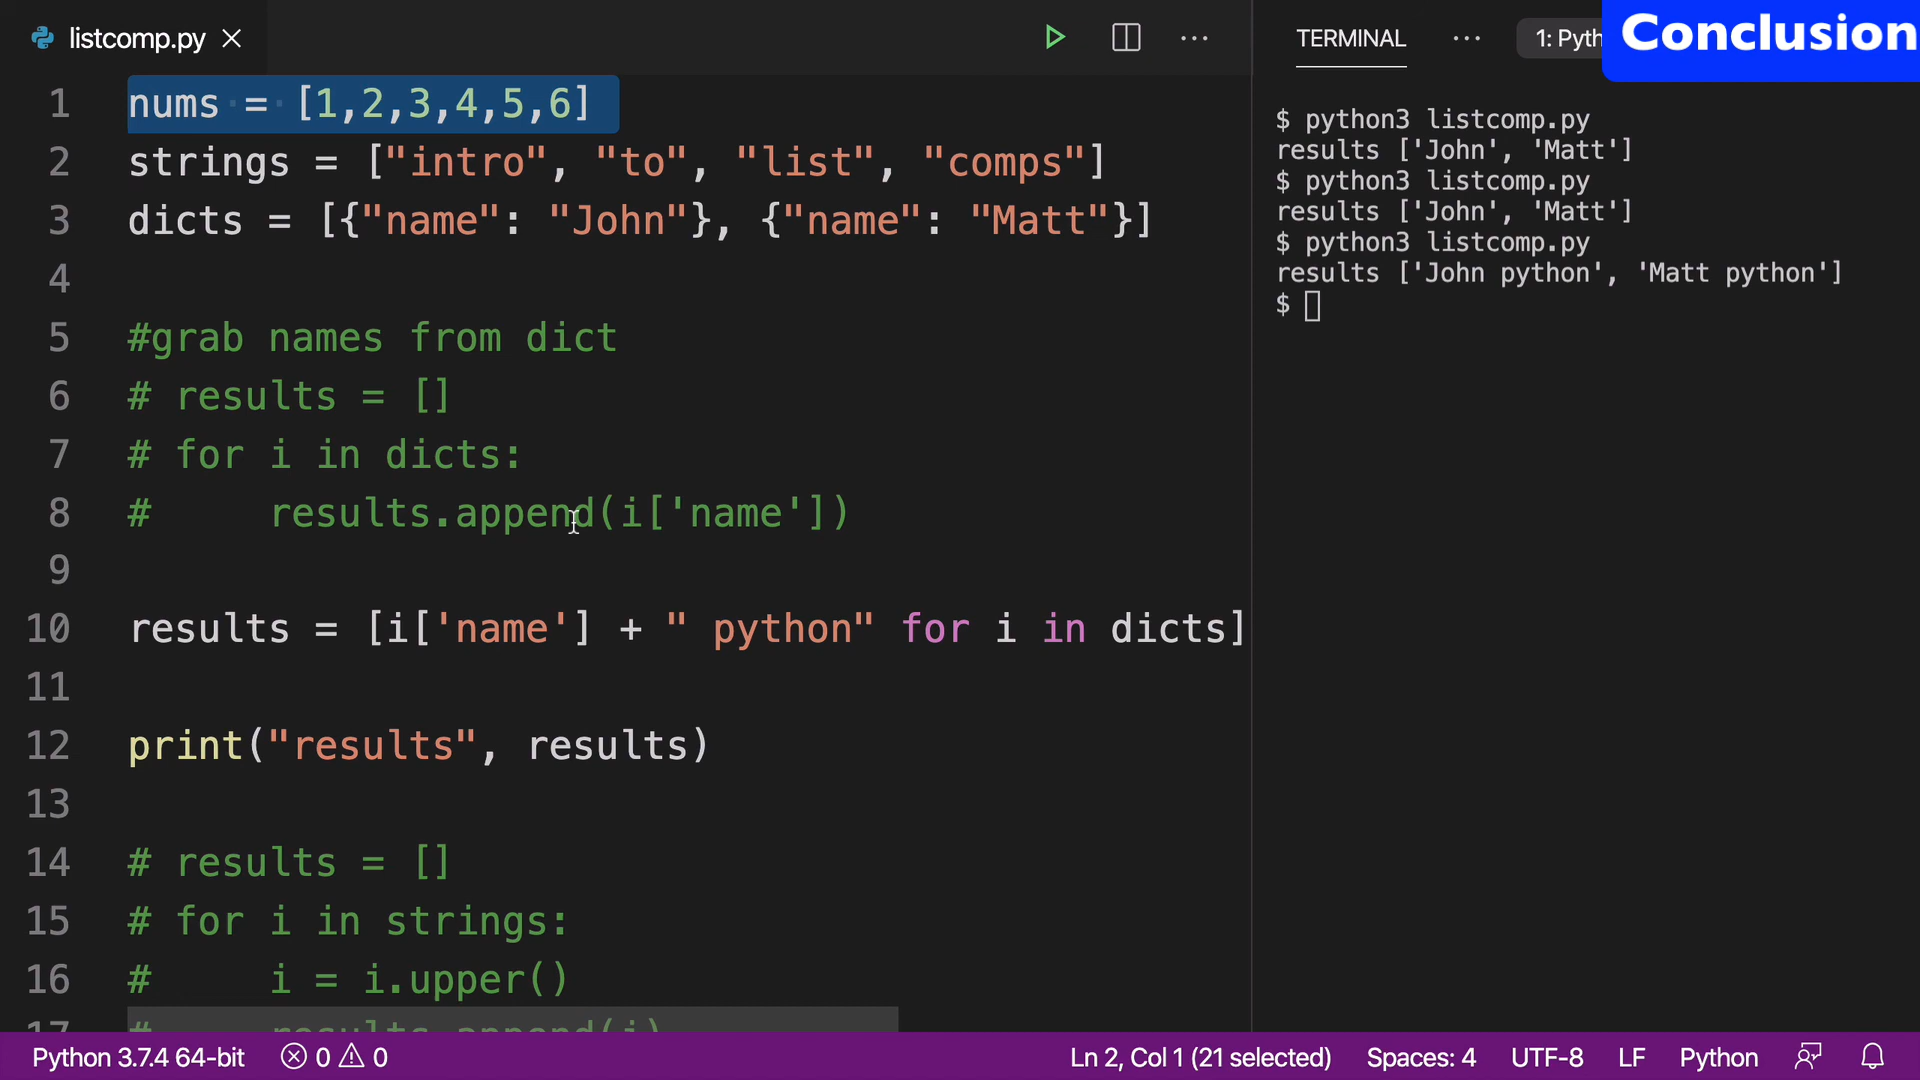 listcomp.py
1 nums = [1,2,3,4,5,6]
2 strings = ["intro", "to", "list", "comps"]
3 dicts = [{"name": "John"}, {"name": "Matt"}]
4
5 #grab names from dict
6 # results = []
7 # for i in dicts:
8 #     results.append(i['name'])
9
10 results = [i['name'] + " python" for i in dicts]
11
12 print("results", results)
13
14 # results = []
15 # for i in strings:
16 #     i = i.upper()
17 #     results.append(i)
TERMINAL
1: Pyth
Conclusion
$ python3 listcomp.py
results ['John', 'Matt']
$ python3 listcomp.py
results ['John', 'Matt']
$ python3 listcomp.py
results ['John python', 'Matt python']
$
Python 3.7.4 64-bit 0 0 Ln 2, Col 1 (21 selected) Spaces: 4 UTF-8 LF Python